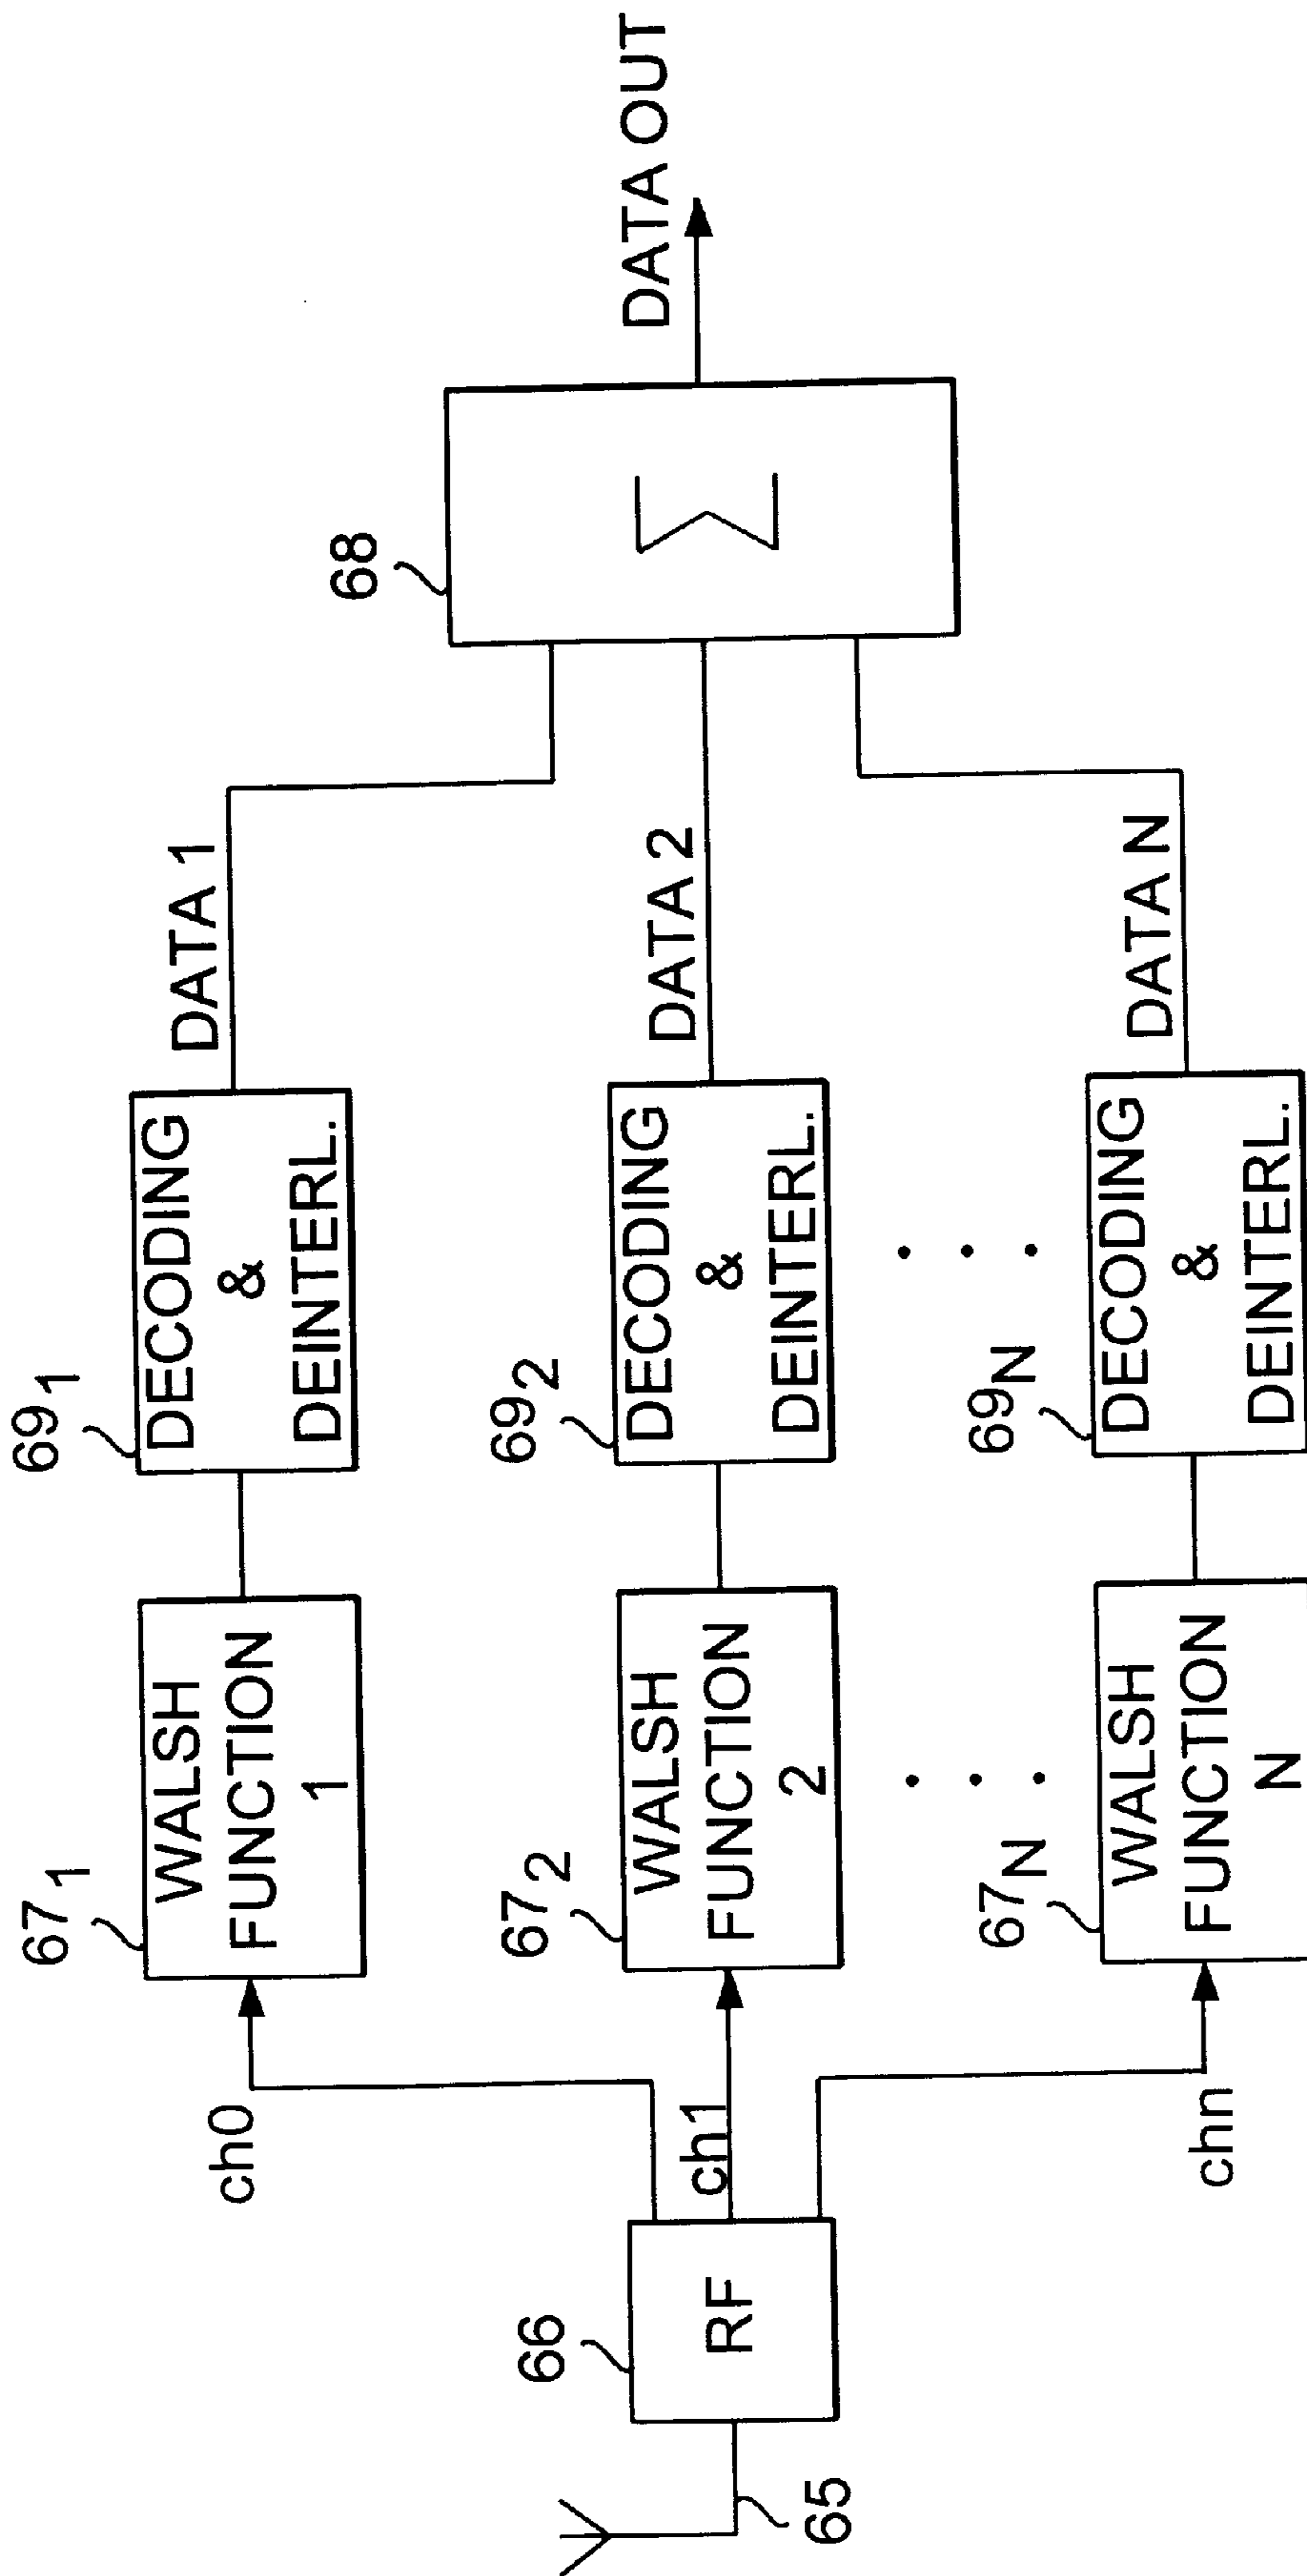 65
66
RF
ch0
ch1
chn
67₁
WALSH
FUNCTION
1
67₂
WALSH
FUNCTION
2
67N
WALSH
FUNCTION
N
69₁
DECODING
&
DEINTERL.
69₂
DECODING
&
DEINTERL.
69N
DECODING
&
DEINTERL.
DATA 1
DATA 2
DATA N
68
Σ
DATA OUT